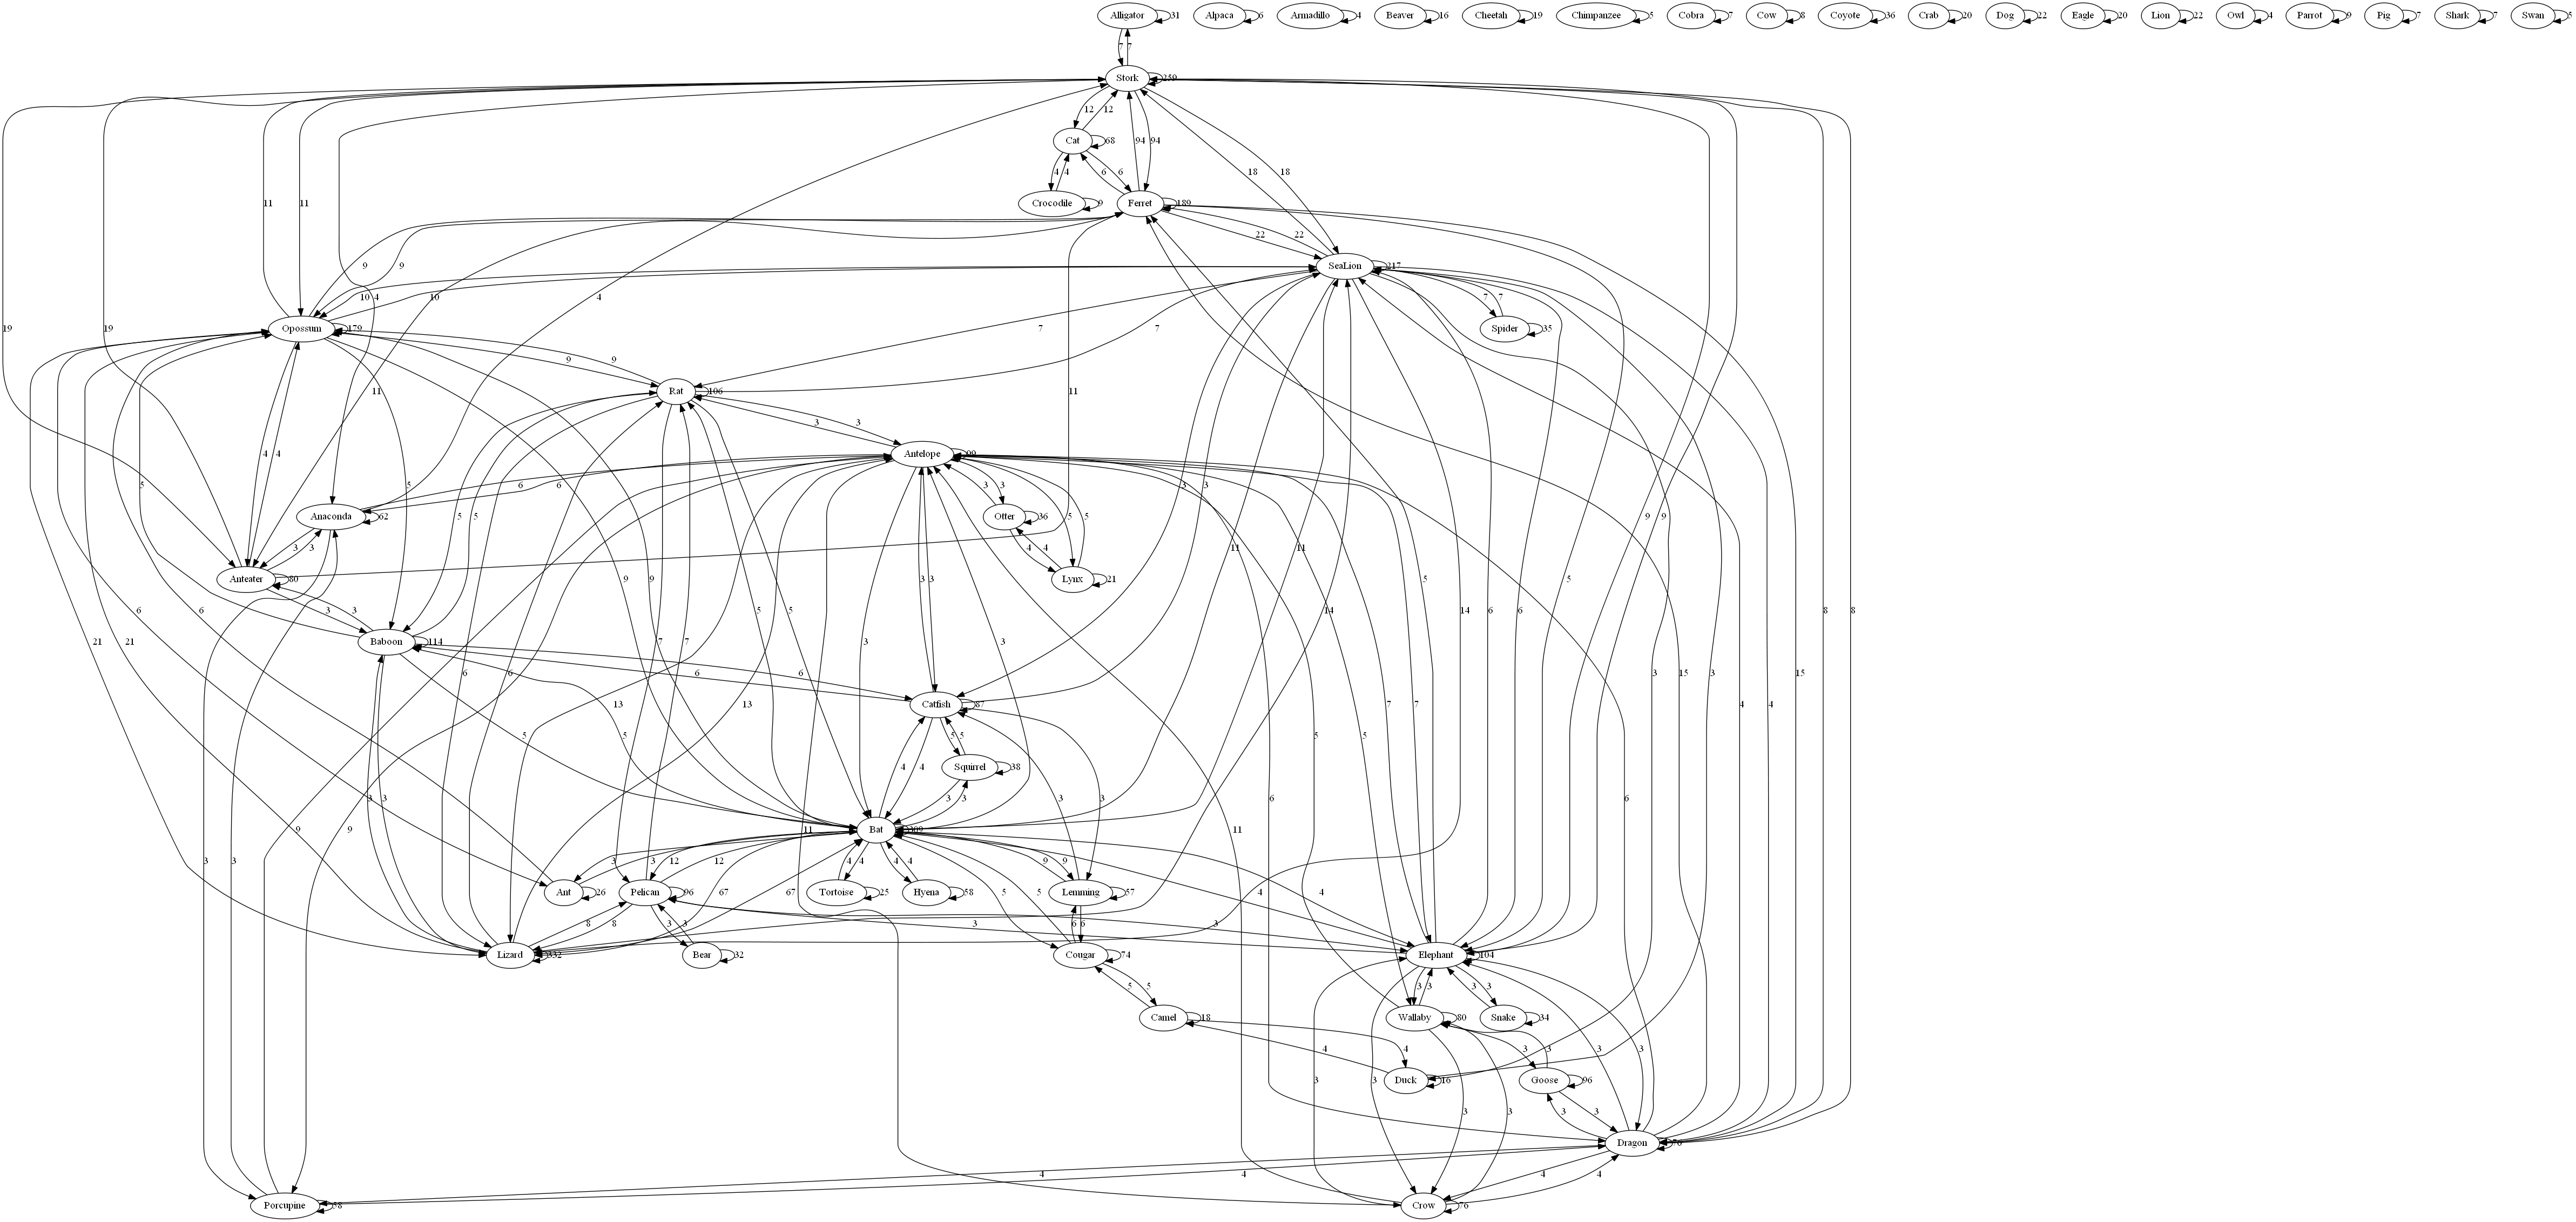 Alligator 31 Alpaca 6 Armadillo 4 Beaver 16 Cheetah 19 Chimpanzee 5 Cobra 7 Cow 8 Coyote 36 Crab 20 Dog 22 Eagle 20 Lion 22 Owl 4 Parrot 9 Pig 7 Shark 7 Swan 5
7 7
Stork 259
12 12
Cat 68 94 94
4 4 6 6 18 18
11 11 Crocodile 9 Ferret 189
19 19
22 22
9 9 SeaLion 217
4 4 10 10 7 7
Opossum 179 7 7 Spider 35
9 9
11 11 Rat 106
3 3
4 4 Antelope
5 5 5 5 6 6 3 3 3 3
Anaconda 62 Otter 36 5 5
3 3 4 4
Anteater 80 3 3 Lynx 21 11 11 9 9 5 5
3 3 9 9 5 5 6 6
Baboon 114 3 3
6 6 7 7 6 6 15 15
21 21 Catfish 87 4 4 3 3
13 13 5 5 5 5 5 5 7 7
Squirrel 38
4 4 3 3 3 3 6 6
Bat
9 9 11 11
3 3 12 12 4 4 4 4 9 9
3 3 3 3
Ant 26 Pelican 96 67 67 Tortoise 25 Hyena 58 Lemming 57 5 5 4 4
8 8 3 3 6 6 3 3
Lizard 332 Bear 32 Cougar 74 Elephant 104
14 14 5 5 3 3 3 3
Camel 18 Wallaby 80 Snake 34
4 4 3 3 3 3
Duck 16 Goose 96
3 3 3 3 3 3
8 8 Dragon
4 4 4 4
Porcupine Crow 76